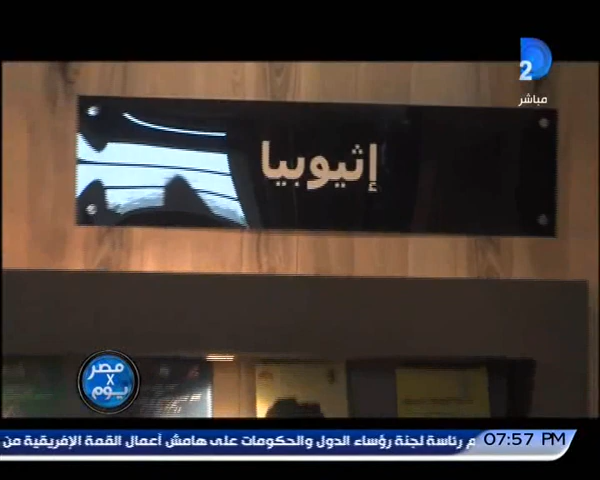 2
مباشر
إثيوبيا
مصر
X
يوم
رئاسة لجنة رؤساء الدول والحكومات على هامش أعمال القمة الإفريقية من
07:57 PM